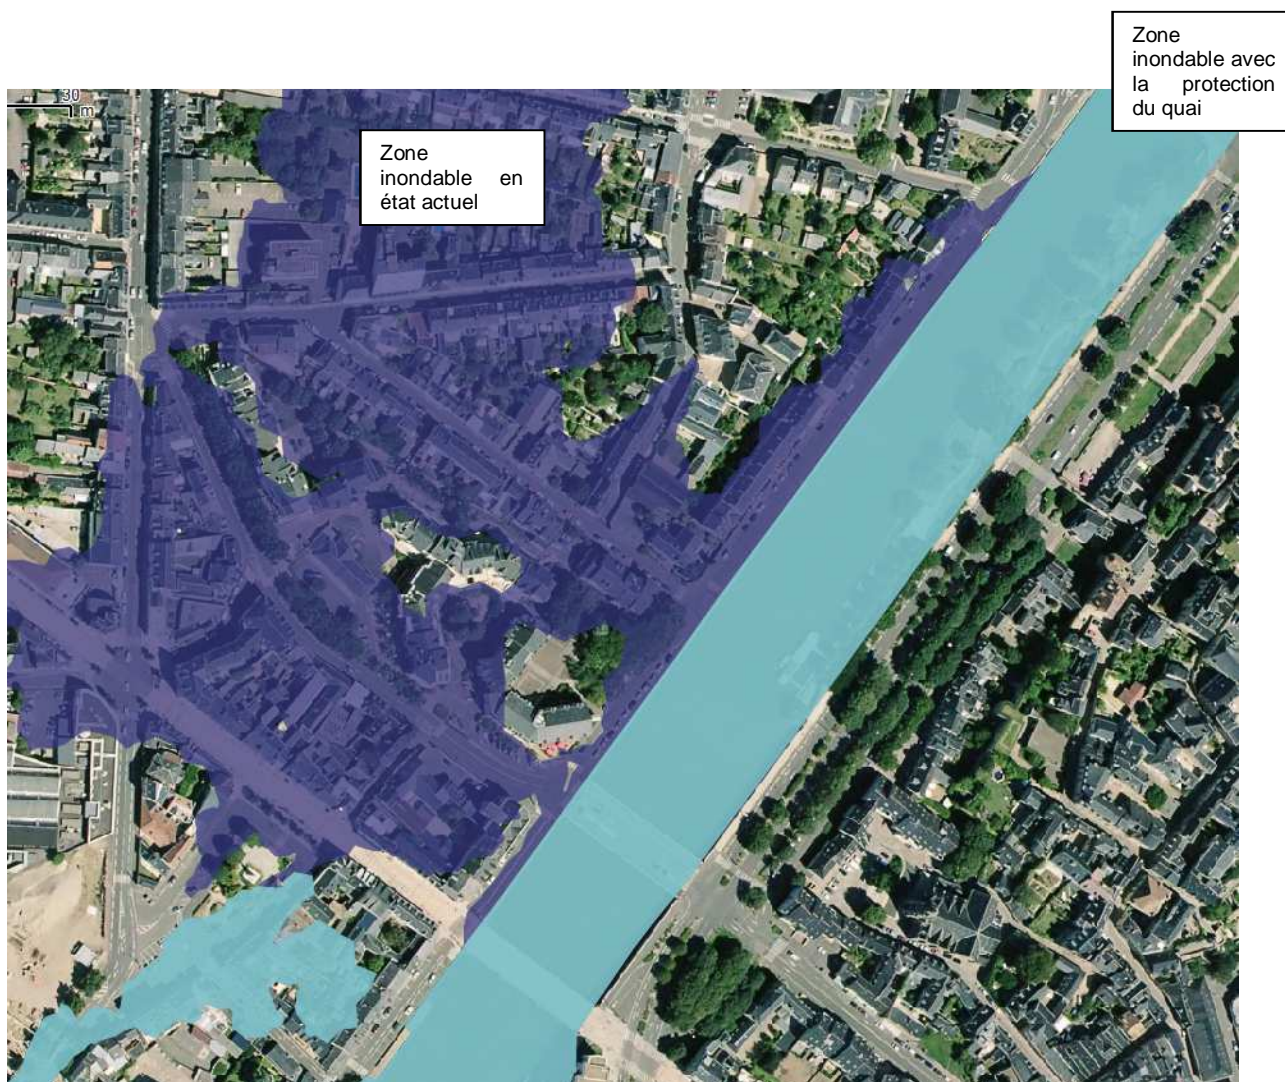 Zone
inondable avec
la protection
du quai
30
m
Zone
inondable en
état actuel